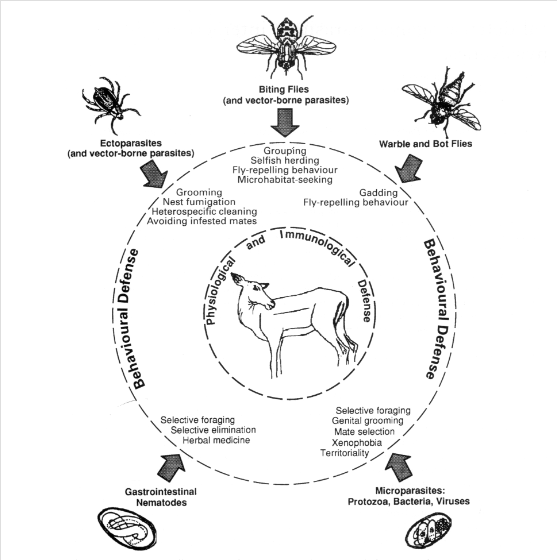 Biting Flies
(and vector-borne parasites)
Ectoparasites
(and vector-borne parasites)
Warble and Bot Flies
Grouping
Selfish herding
Fly-repelling behaviour
Microhabitat-seeking
Grooming
Nest fumigation
Heterospecific cleaning
Avoiding infested mates
Gadding
Fly-repelling behaviour
Physiological and Immunological Defense
Behavioural Defense
Behavioural Defense
Selective foraging
Selective elimination
Herbal medicine
Selective foraging
Genital grooming
Mate selection
Xenophobia
Territoriality
Gastrointestinal
Nematodes
Microparasites:
Protozoa, Bacteria, Viruses